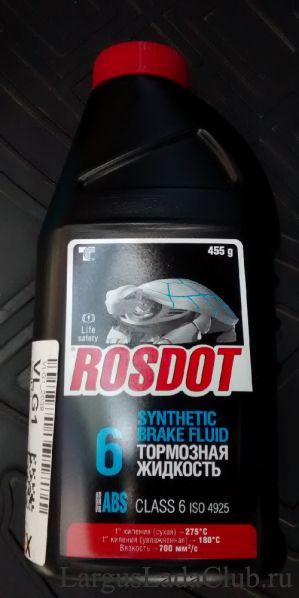 455 g
Life
safety
ROSDOT
6
SYNTHETIC
BRAKE FLUID
ТОРМОЗНАЯ
ЖИДКОСТЬ
ABS CLASS 6 ISO 4925
t° кипения (сухая) → 275°С
t° кипения (увлажненная) → 180°С
Вязкость → 700 мм²/с
VLG1
LargusLadaClub.ru